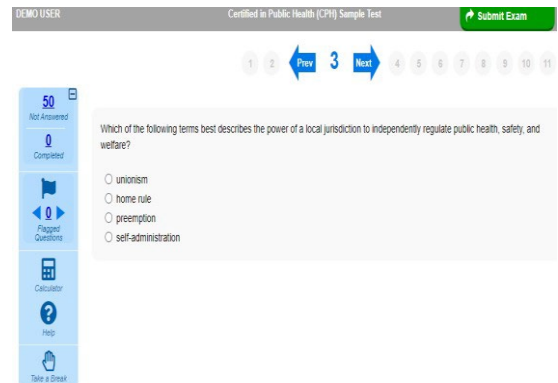 DEMO USER
Certified in Public Health (CPH) Sample Test
Submit Exam
1 2 Prev 3 Next 4 5 6 7 8 9 10 11
50
Not Answered
0
Completed
0
Flagged
Questions
Calculator
Help
Take a Break
Which of the following terms best describes the power of a local jurisdiction to independently regulate public health, safety, and
welfare?
unionism
home rule
preemption
self-administration